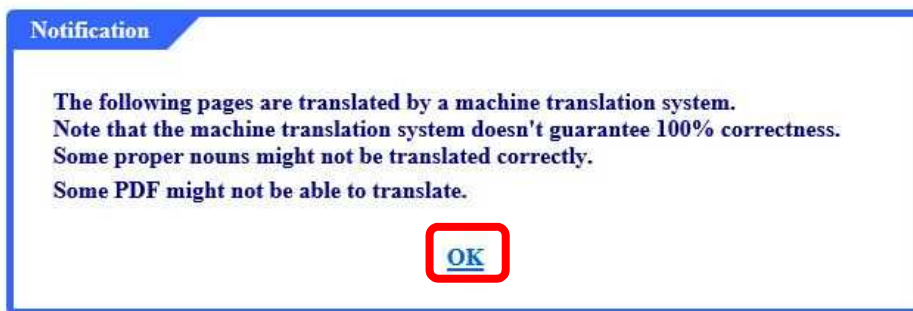 Notification
The following pages are translated by a machine translation system.
Note that the machine translation system doesn't guarantee 100% correctness.
Some proper nouns might not be translated correctly.
Some PDF might not be able to translate.
OK